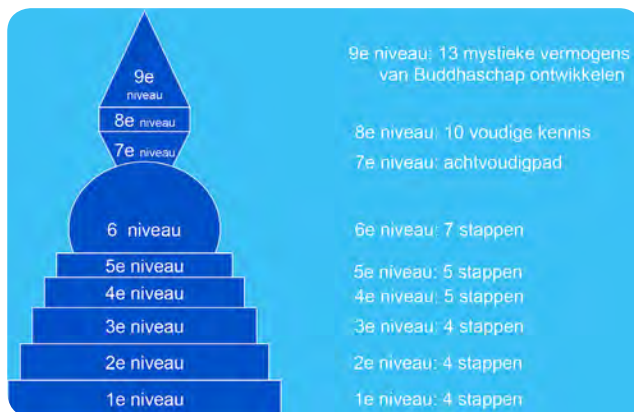 9e
niveau
8e niveau
7e niveau
6 niveau
5e niveau
4e niveau
3e niveau
2e niveau
1e niveau
9e niveau: 13 mystieke vermogens
van Buddhaschap ontwikkelen
8e niveau: 10 voudige kennis
7e niveau: achtvoudigpad
6e niveau: 7 stappen
5e niveau: 5 stappen
4e niveau: 5 stappen
3e niveau: 4 stappen
2e niveau: 4 stappen
1e niveau: 4 stappen